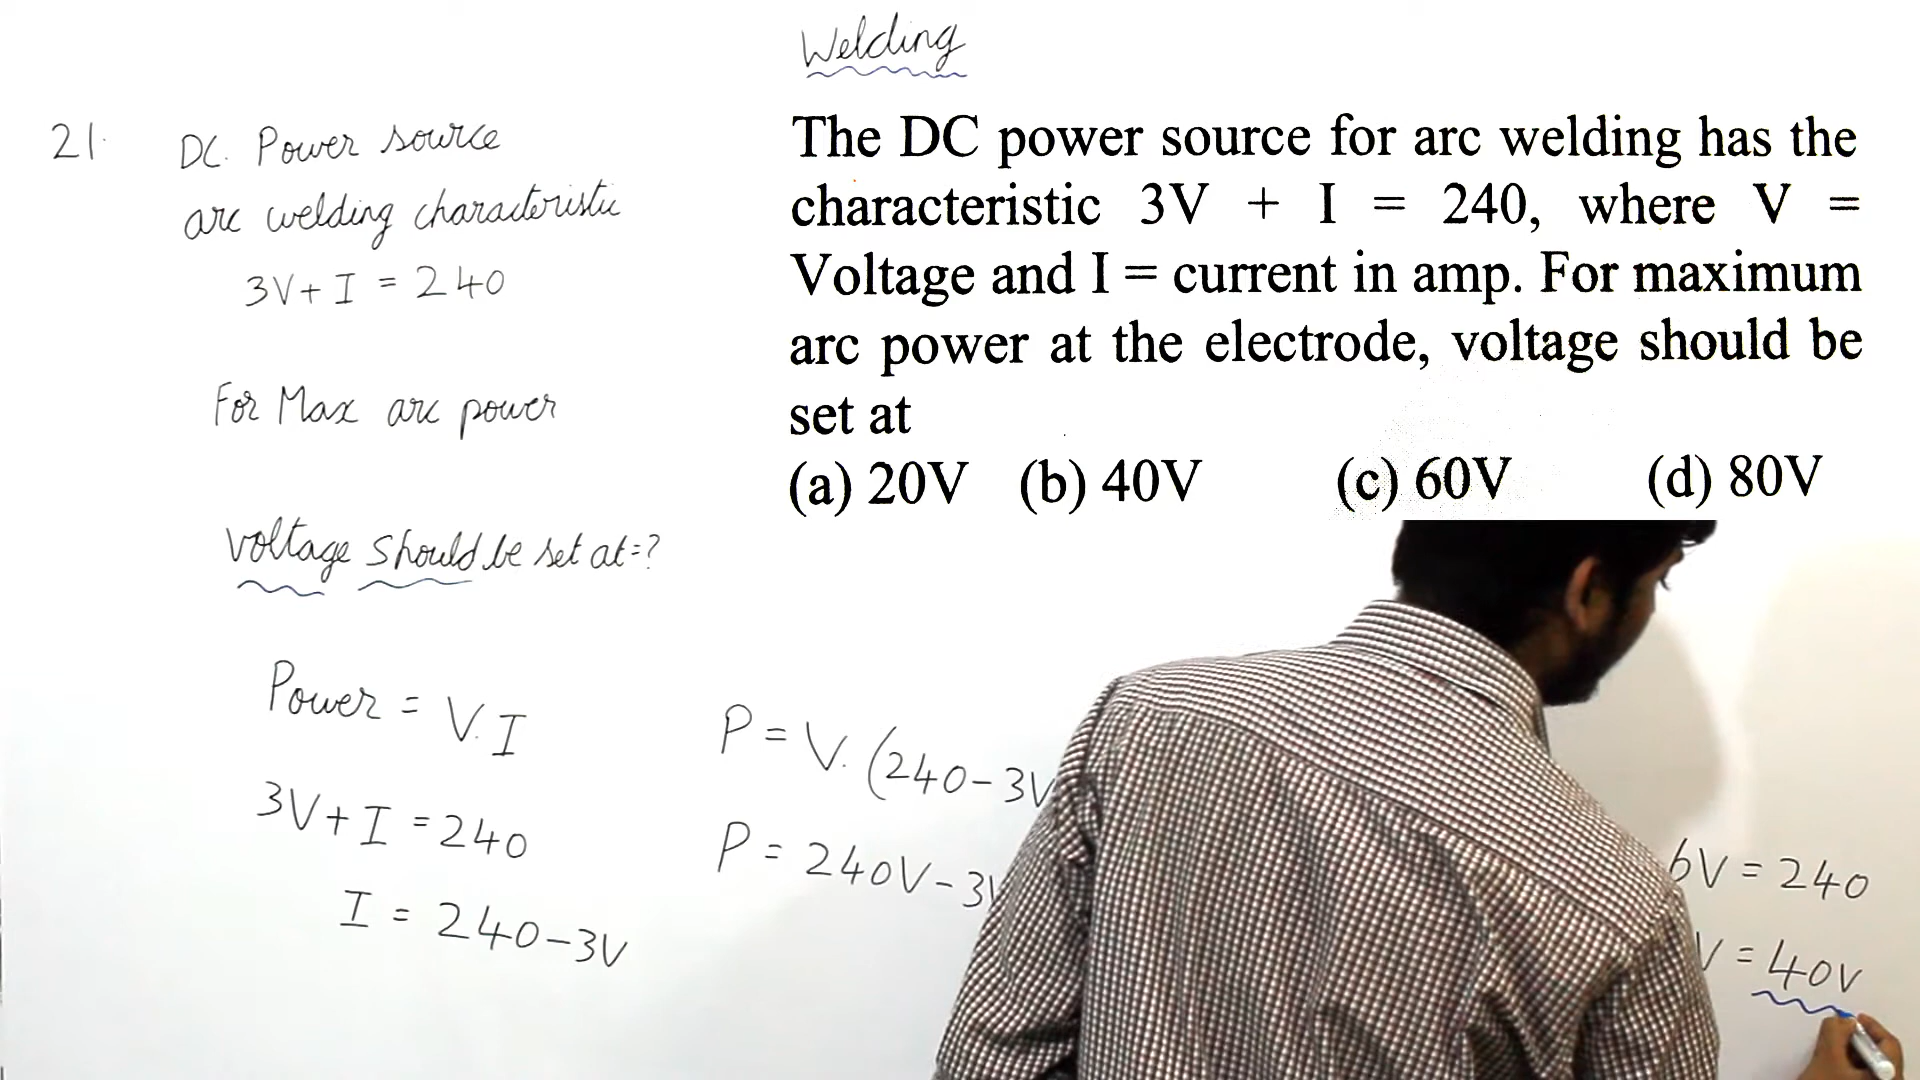 Welding
21.
DC. Power source
arc welding characteristic
3V+I = 240
For Max arc power
Voltage should be set at=?
Power = V.I
3V+I = 240
I = 240-3V
The DC power source for arc welding has the
characteristic 3V + I = 240, where V =
Voltage and I = current in amp. For maximum
arc power at the electrode, voltage should be
set at
(a) 20V (b) 40V (c) 60V (d) 80V
P = V. (240-3V
P = 240V-3V
6V = 240
V = 40V